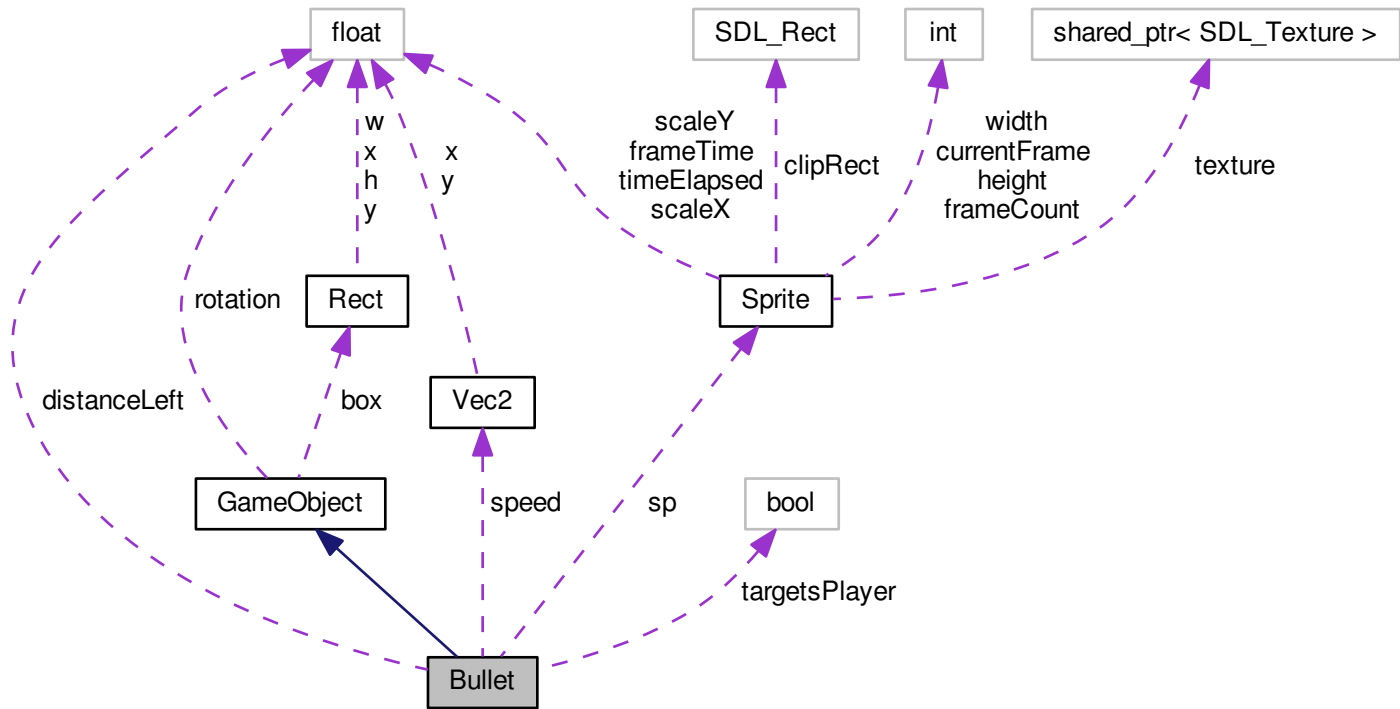 float
SDL_Rect
int
shared_ptr< SDL_Texture >
w
x
h
y
x
y
scaleY
frameTime
timeElapsed
scaleX
clipRect
width
currentFrame
height
frameCount
texture
rotation
Rect
Sprite
distanceLeft
box
Vec2
GameObject
speed
sp
bool
targetsPlayer
Bullet